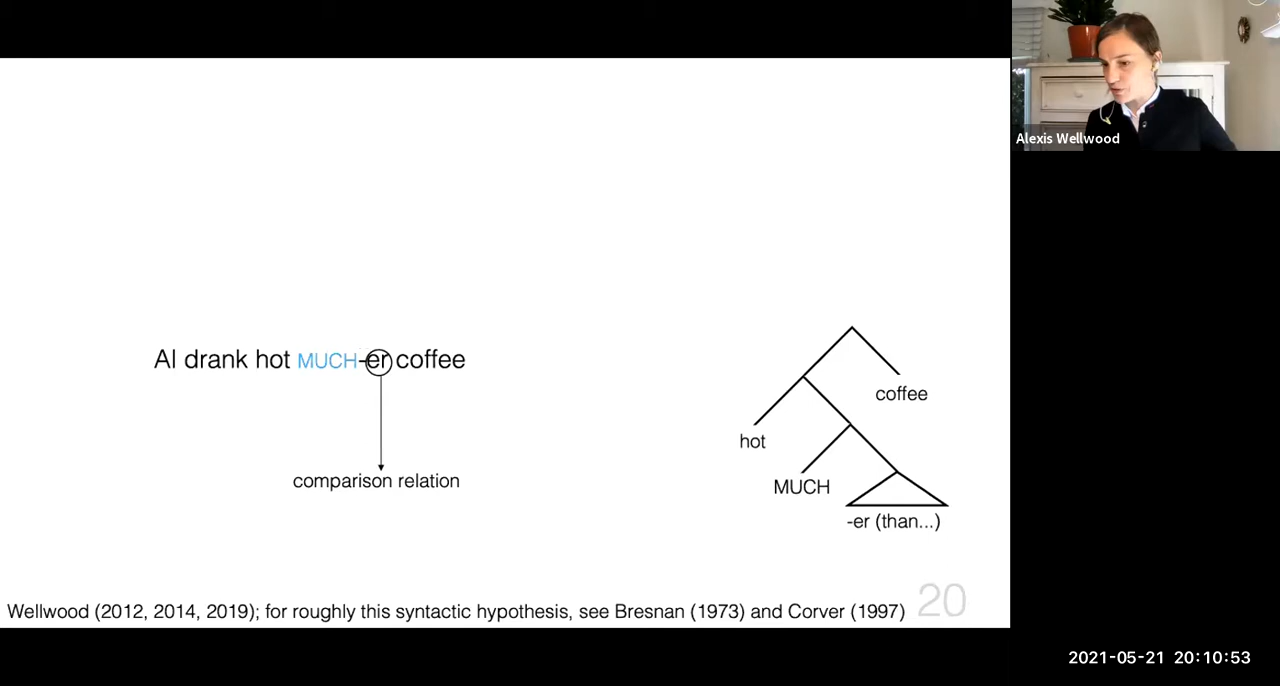 Alexis Wellwood
Al drank hot MUCH-er coffee
comparison relation
coffee
hot
MUCH
-er (than...)
Wellwood (2012, 2014, 2019); for roughly this syntactic hypothesis, see Bresnan (1973) and Corver (1997)
20
2021-05-21 20:10:53